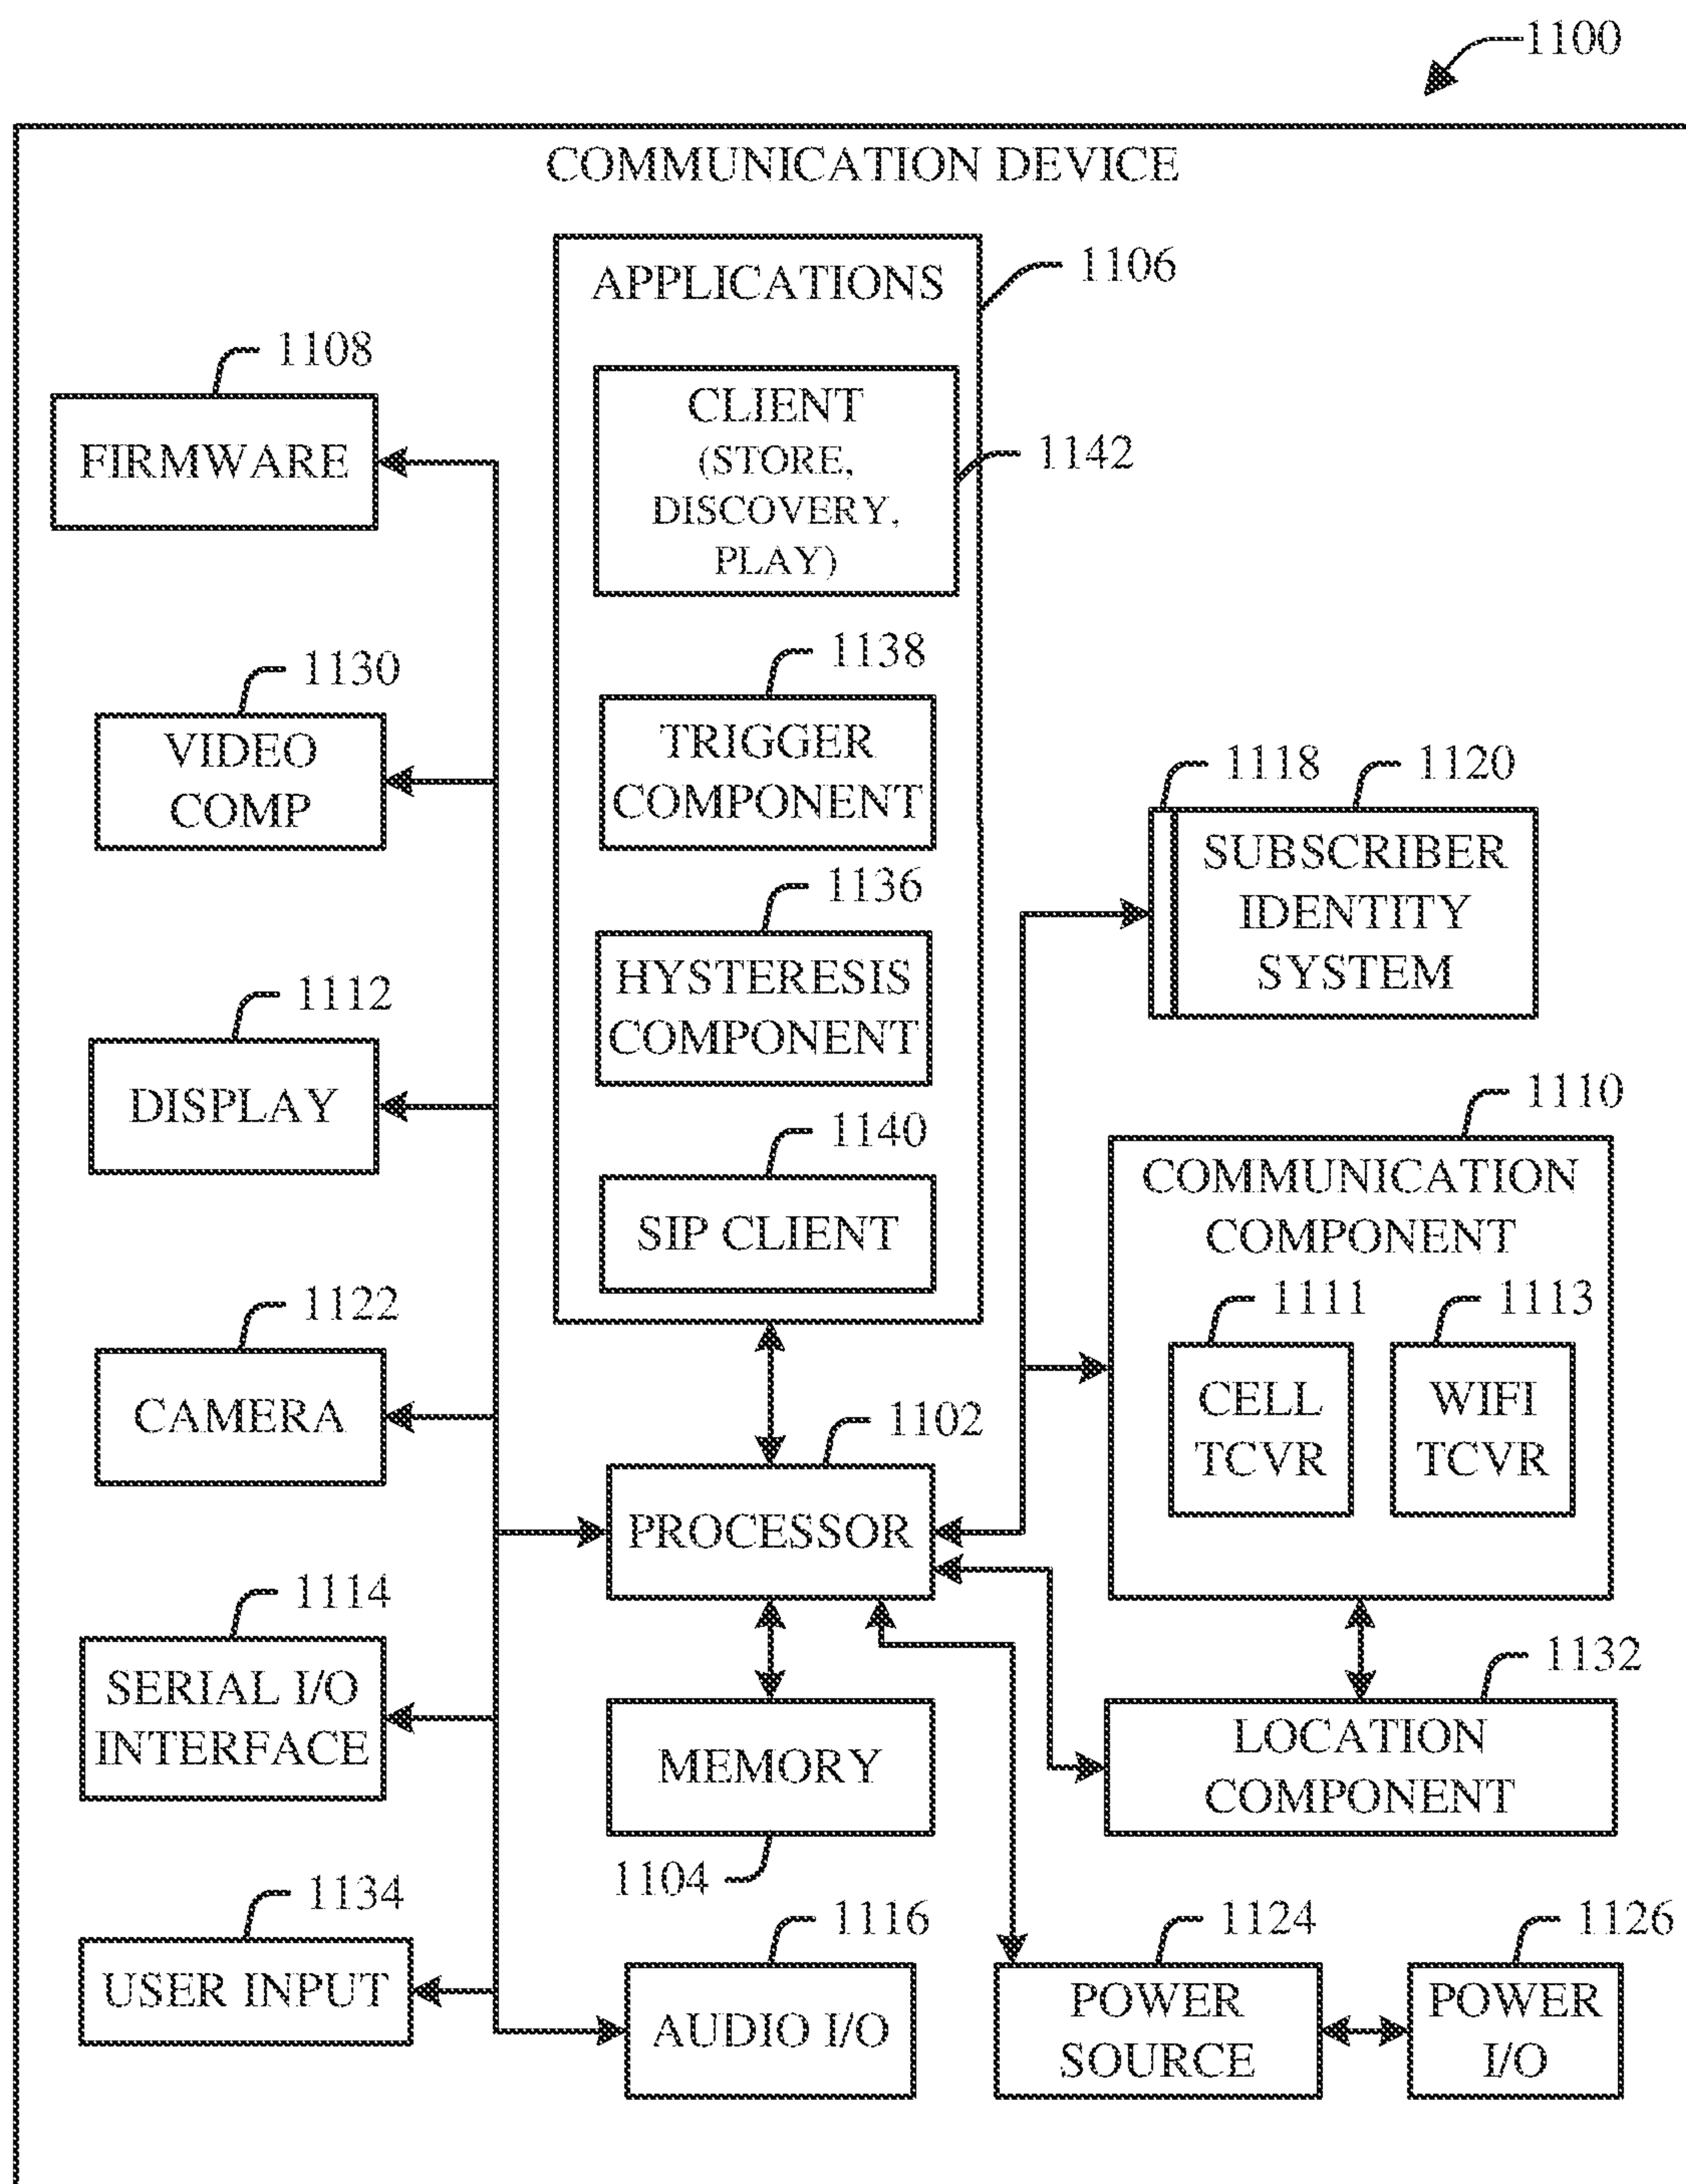 1100
COMMUNICATION DEVICE
APPLICATIONS
1106
CLIENT
(STORE,
DISCOVERY,
PLAY)
1142
1108
FIRMWARE
1138
TRIGGER
COMPONENT
1130
VIDEO
COMP
1118
1120
SUBSCRIBER
IDENTITY
SYSTEM
1136
HYSTERESIS
COMPONENT
1112
DISPLAY
1110
COMMUNICATION
COMPONENT
1140
SIP CLIENT
1111
CELL
TCVR
1113
WIFI
TCVR
1122
CAMERA
1102
PROCESSOR
1114
SERIAL I/O
INTERFACE
MEMORY
1104
1132
LOCATION
COMPONENT
1134
USER INPUT
1116
AUDIO I/O
1124
POWER
SOURCE
1126
POWER
I/O